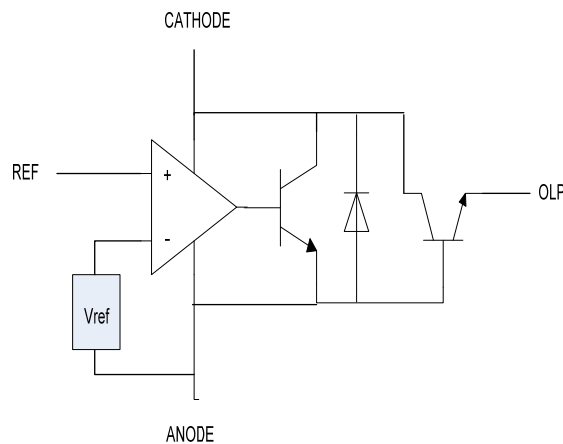 CATHODE
REF
+
-
OLP
Vref
ANODE